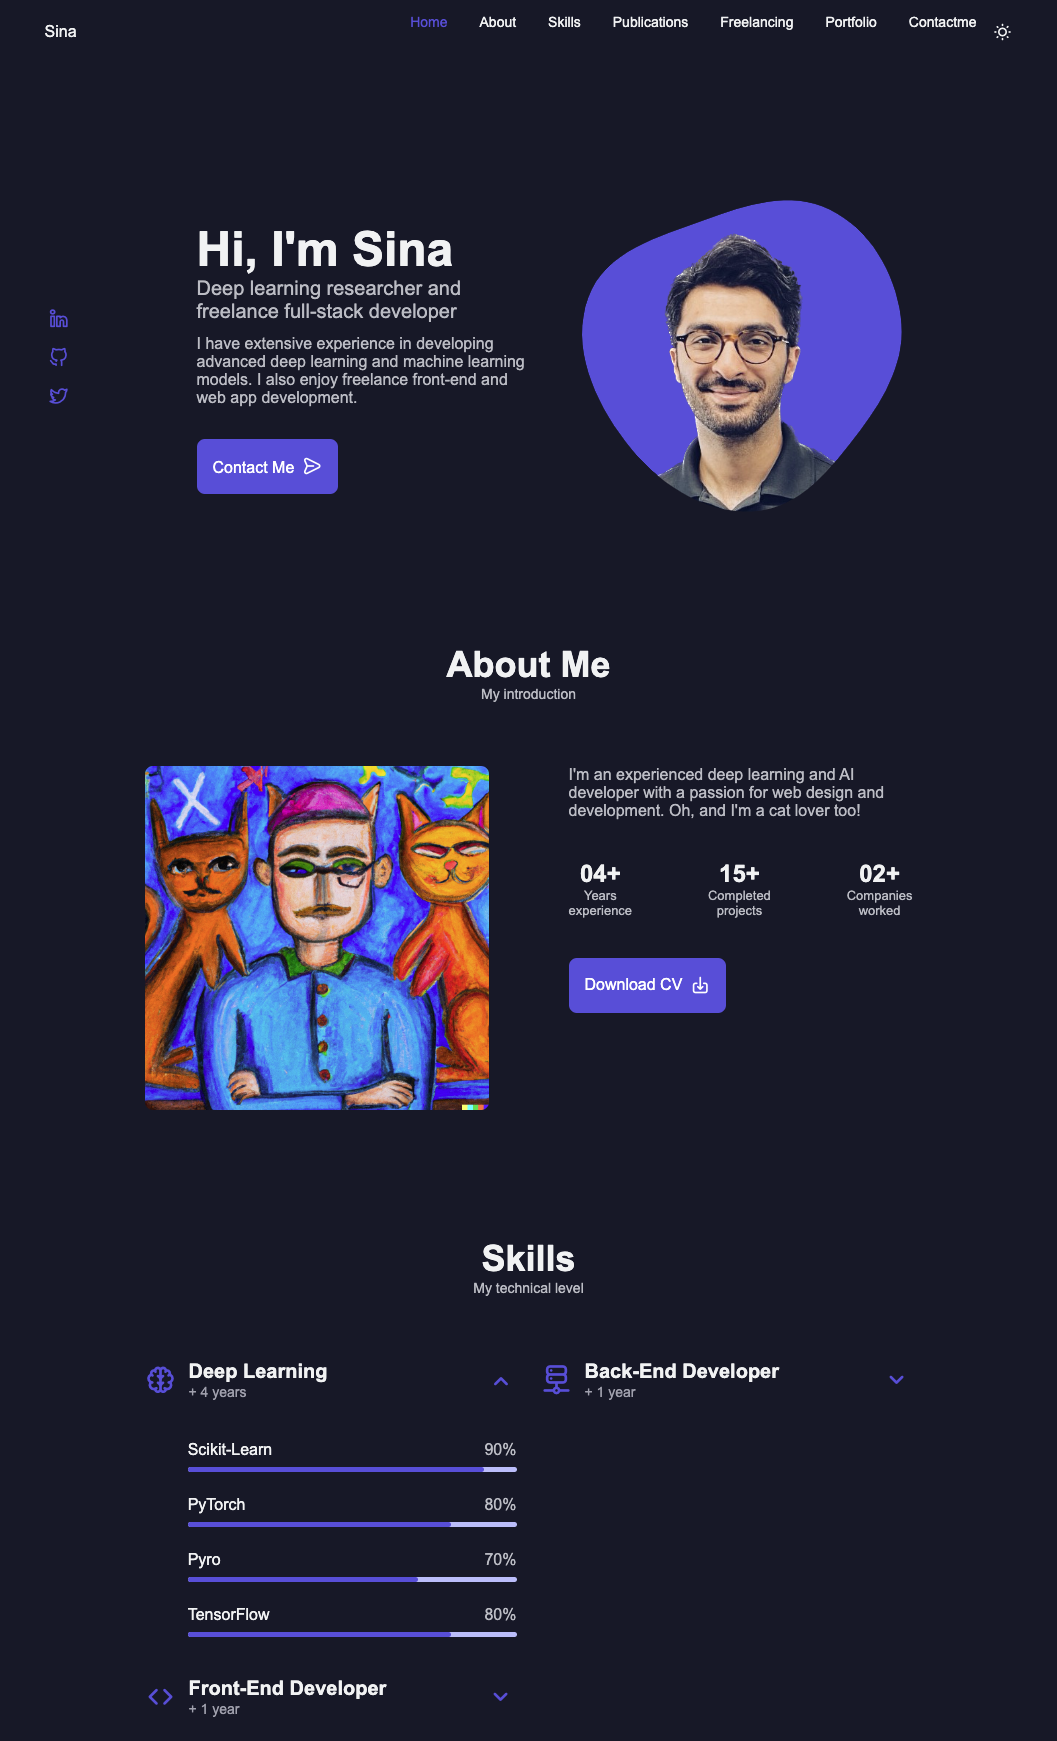 Sina
Home About Skills Publications Freelancing Portfolio Contactme
Hi, I'm Sina
Deep learning researcher and
freelance full-stack developer
I have extensive experience in developing
advanced deep learning and machine learning
models. I also enjoy freelance front-end and
web app development.
Contact Me
About Me
My introduction
X
I'm an experienced deep learning and AI
developer with a passion for web design and
development. Oh, and I'm a cat lover too!
04+ 15+ 02+
Years Completed Companies
experience projects worked
Download CV
Skills
My technical level
Deep Learning
+ 4 years
Back-End Developer
+ 1 year
Scikit-Learn 90%
PyTorch 80%
Pyro 70%
TensorFlow 80%
Front-End Developer
+ 1 year